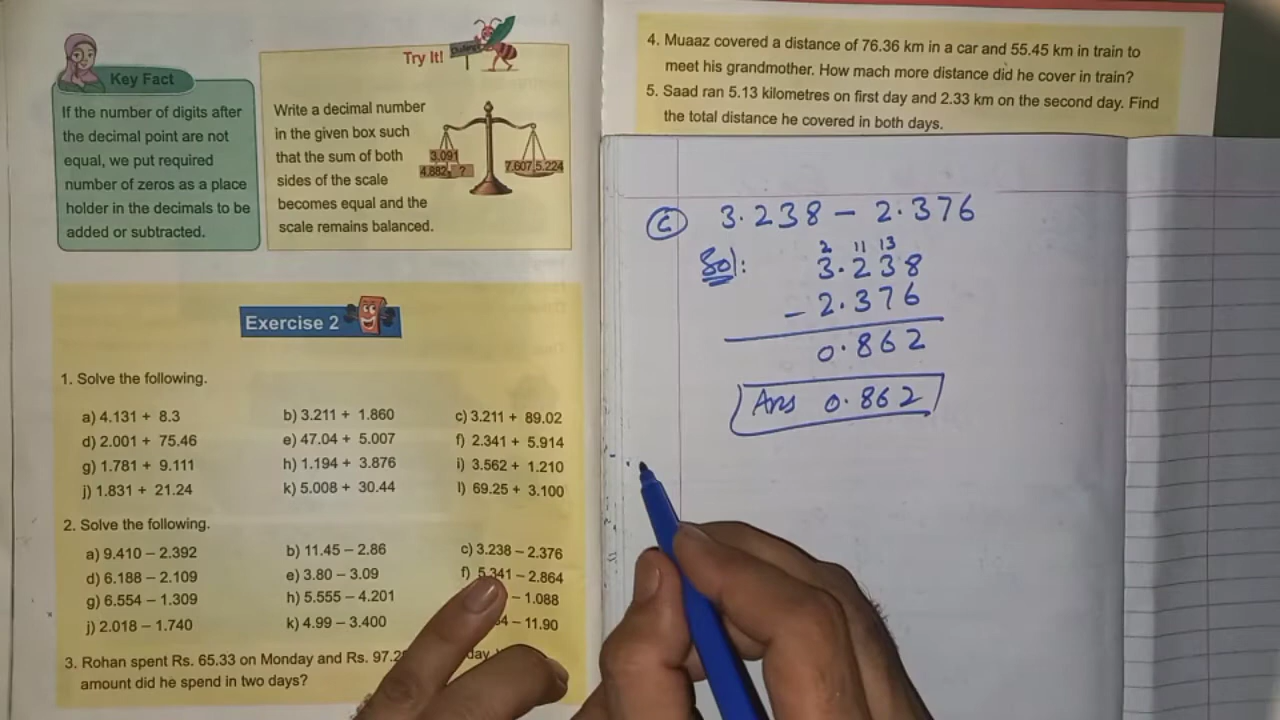 Key Fact
If the number of digits after
the decimal point are not
equal, we put required
number of zeros as a place
holder in the decimals to be
added or subtracted.
Try It!
Write a decimal number
in the given box such
that the sum of both
sides of the scale
becomes equal and the
scale remains balanced.
3.091
4.882 ?
7.607 5.224
Exercise 2
1. Solve the following.
a) 4.131 + 8.3 b) 3.211 + 1.860 c) 3.211 + 89.02
d) 2.001 + 75.46 e) 47.04 + 5.007 f) 2.341 + 5.914
g) 1.781 + 9.111 h) 1.194 + 3.876 i) 3.562 + 1.210
j) 1.831 + 21.24 k) 5.008 + 30.44 l) 69.25 + 3.100
2. Solve the following.
a) 9.410 – 2.392 b) 11.45 – 2.86 c) 3.238 – 2.376
d) 6.188 – 2.109 e) 3.80 – 3.09 f) 5.341 – 2.864
g) 6.554 – 1.309 h) 5.555 – 4.201 – 1.088
j) 2.018 – 1.740 k) 4.99 – 3.400 4 – 11.90
3. Rohan spent Rs. 65.33 on Monday and Rs. 97.2 day
amount did he spend in two days?
4. Muaaz covered a distance of 76.36 km in a car and 55.45 km in train to
meet his grandmother. How mach more distance did he cover in train?
5. Saad ran 5.13 kilometres on first day and 2.33 km on the second day. Find
the total distance he covered in both days.
C 3.238 – 2.376
2 11 13
Sol: 3.238
– 2.376
0.862
Ans 0.862